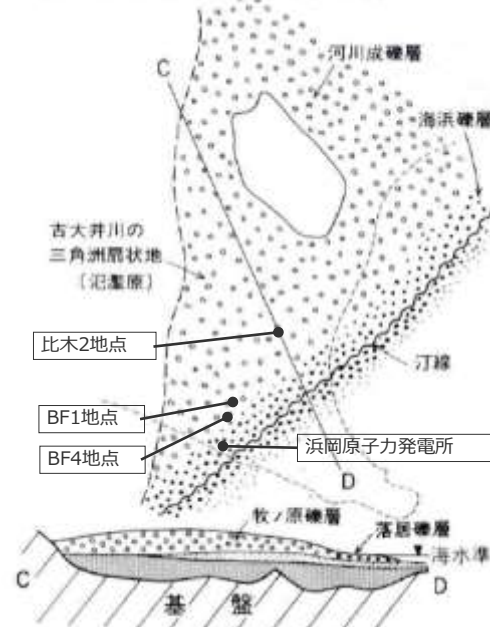 C
河川成礫層
海浜礫層
古大井川の
三角洲扇状地
(氾濫原)
比木2地点
汀線
BF1地点
BF4地点
浜岡原子力発電所
D
牧ノ原礫層
落居礫層
海水準
C
D
基盤